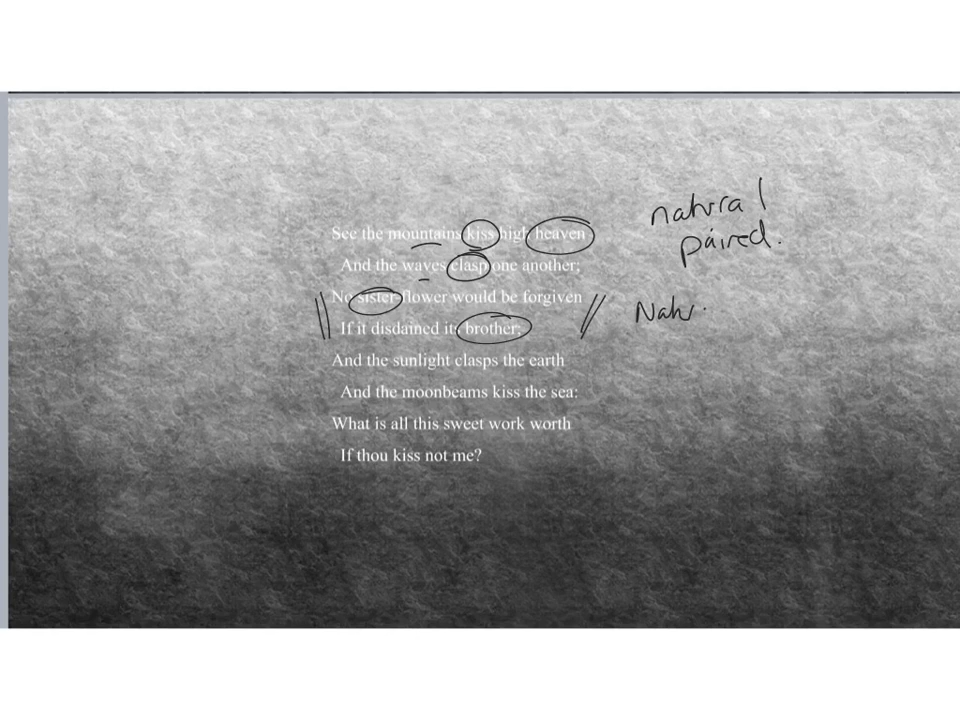 See the mountains kiss high heaven
And the waves clasp one another;
No sister-flower would be forgiven
If it disdained its brother;
And the sunlight clasps the earth
And the moonbeams kiss the sea:
What is all this sweet work worth
If thou kiss not me?
natural
paired.